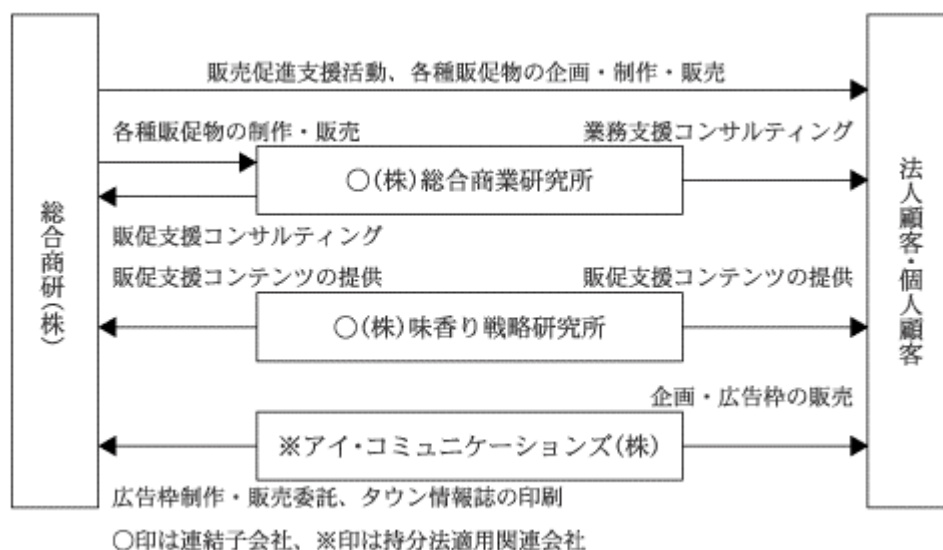 販売促進支援活動、各種販促物の企画・制作・販売
各種販促物の制作・販売
業務支援コンサルティング
〇(株)総合商業研究所
販促支援コンサルティング
総合商研(株)
法人顧客・個人顧客
販促支援コンテンツの提供
販促支援コンテンツの提供
〇(株)味香り戦略研究所
企画・広告枠の販売
※アイ・コミュニケーションズ(株)
広告枠制作・販売委託、タウン情報誌の印刷
〇印は連結子会社、※印は持分法適用関連会社